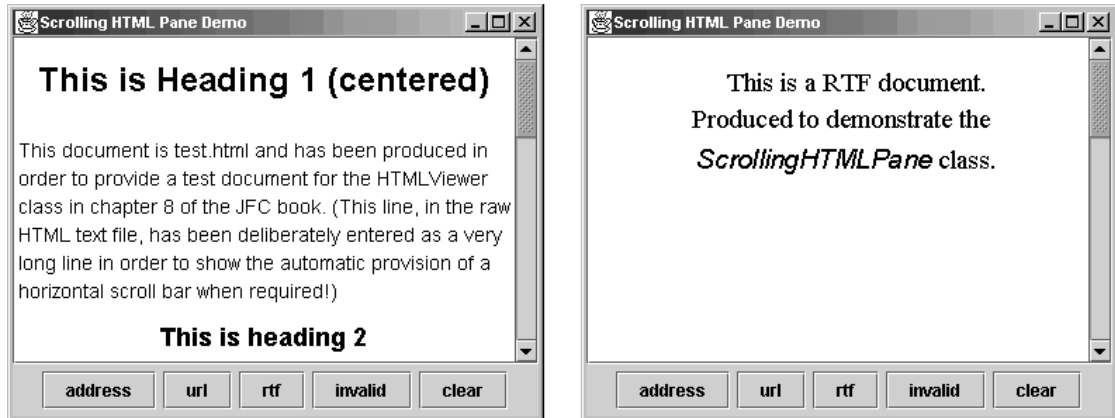 Scrolling HTML Pane Demo
This is Heading 1 (centered)
This document is test.html and has been produced in
order to provide a test document for the HTMLViewer
class in chapter 8 of the JFC book. (This line, in the raw
HTML text file, has been deliberately entered as a very
long line in order to show the automatic provision of a
horizontal scroll bar when required!)
This is heading 2
address url rtf invalid clear
Scrolling HTML Pane Demo
This is a RTF document.
Produced to demonstrate the
ScrollingHTMLPane class.
address url rtf invalid clear